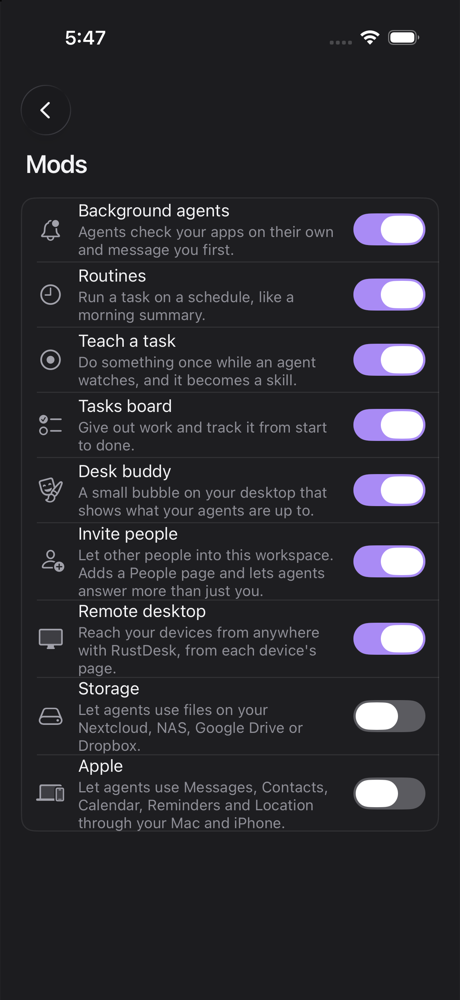 5:47
Mods
Background agents
Agents check your apps on their own
and message you first.
Routines
Run a task on a schedule, like a
morning summary.
Teach a task
Do something once while an agent
watches, and it becomes a skill.
Tasks board
Give out work and track it from start
to done.
Desk buddy
A small bubble on your desktop that
shows what your agents are up to.
Invite people
Let other people into this workspace.
Adds a People page and lets agents
answer more than just you.
Remote desktop
Reach your devices from anywhere
with RustDesk, from each device's
page.
Storage
Let agents use files on your
Nextcloud, NAS, Google Drive or
Dropbox.
Apple
Let agents use Messages, Contacts,
Calendar, Reminders and Location
through your Mac and iPhone.